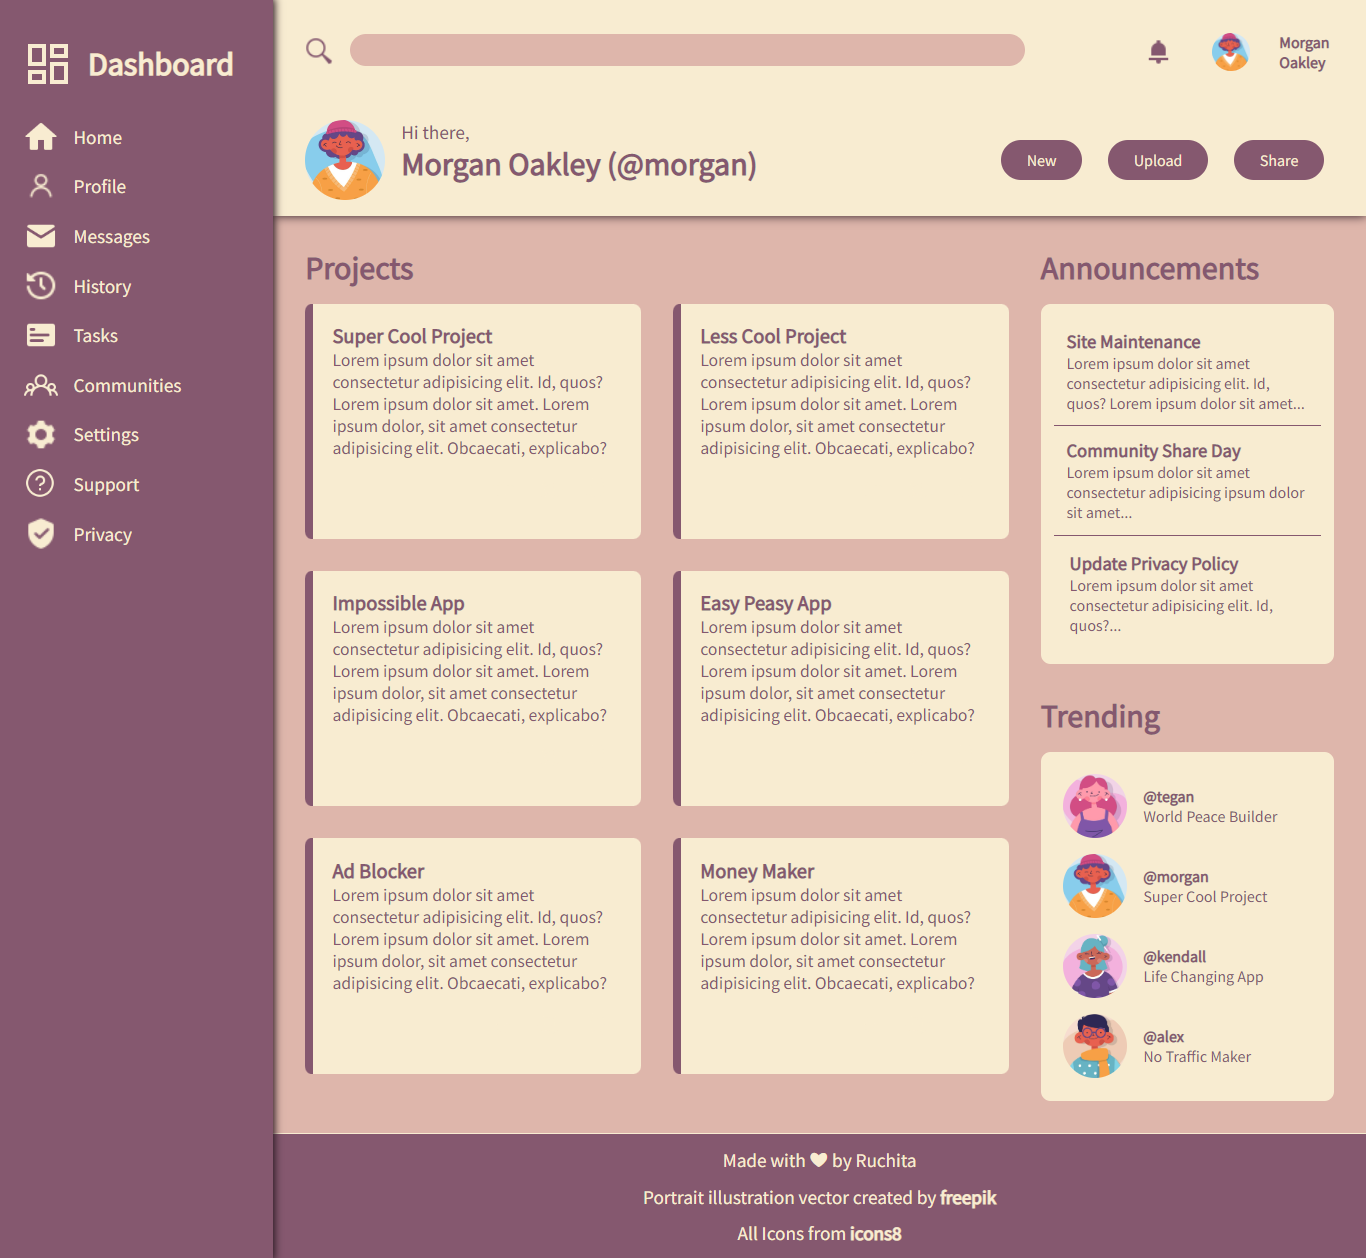 Dashboard
Home
Profile
Messages
History
Tasks
Communities
Settings
Support
Privacy
Morgan
Oakley
Hi there,
Morgan Oakley (@morgan)
New
Upload
Share
Projects
Super Cool Project
Lorem ipsum dolor sit amet
consectetur adipisicing elit. Id, quos?
Lorem ipsum dolor sit amet. Lorem
ipsum dolor, sit amet consectetur
adipisicing elit. Obcaecati, explicabo?
Less Cool Project
Lorem ipsum dolor sit amet
consectetur adipisicing elit. Id, quos?
Lorem ipsum dolor sit amet. Lorem
ipsum dolor, sit amet consectetur
adipisicing elit. Obcaecati, explicabo?
Impossible App
Lorem ipsum dolor sit amet
consectetur adipisicing elit. Id, quos?
Lorem ipsum dolor sit amet. Lorem
ipsum dolor, sit amet consectetur
adipisicing elit. Obcaecati, explicabo?
Easy Peasy App
Lorem ipsum dolor sit amet
consectetur adipisicing elit. Id, quos?
Lorem ipsum dolor sit amet. Lorem
ipsum dolor, sit amet consectetur
adipisicing elit. Obcaecati, explicabo?
Ad Blocker
Lorem ipsum dolor sit amet
consectetur adipisicing elit. Id, quos?
Lorem ipsum dolor sit amet. Lorem
ipsum dolor, sit amet consectetur
adipisicing elit. Obcaecati, explicabo?
Money Maker
Lorem ipsum dolor sit amet
consectetur adipisicing elit. Id, quos?
Lorem ipsum dolor sit amet. Lorem
ipsum dolor, sit amet consectetur
adipisicing elit. Obcaecati, explicabo?
Announcements
Site Maintenance
Lorem ipsum dolor sit amet
consectetur adipisicing elit. Id,
quos? Lorem ipsum dolor sit amet...
Community Share Day
Lorem ipsum dolor sit amet
consectetur adipisicing ipsum dolor
sit amet...
Update Privacy Policy
Lorem ipsum dolor sit amet
consectetur adipisicing elit. Id,
quos?...
Trending
@tegan
World Peace Builder
@morgan
Super Cool Project
@kendall
Life Changing App
@alex
No Traffic Maker
Made with ♥ by Ruchita
Portrait illustration vector created by freepik
All Icons from icons8